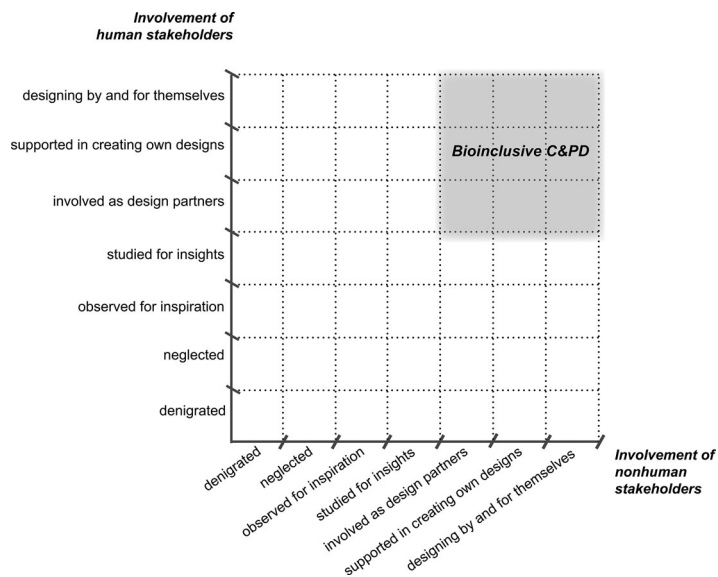 Involvement of
human stakeholders
designing by and for themselves
supported in creating own designs
Bioinclusive C&PD
involved as design partners
studied for insights
observed for inspiration
neglected
denigrated
denigrated
neglected
observed for inspiration
studied for insights
involved as design partners
supported in creating own designs
designing by and for themselves
Involvement of
nonhuman
stakeholders